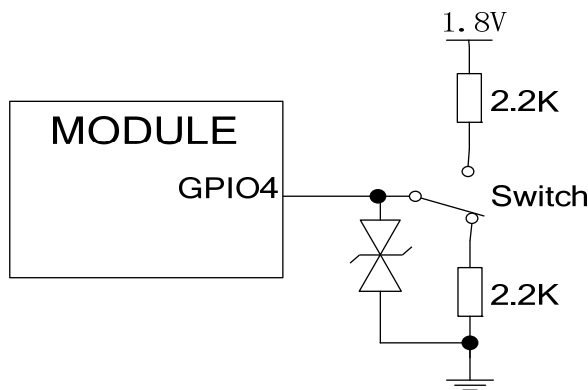 1.8V
2.2K
MODULE
GPIO4
Switch
2.2K